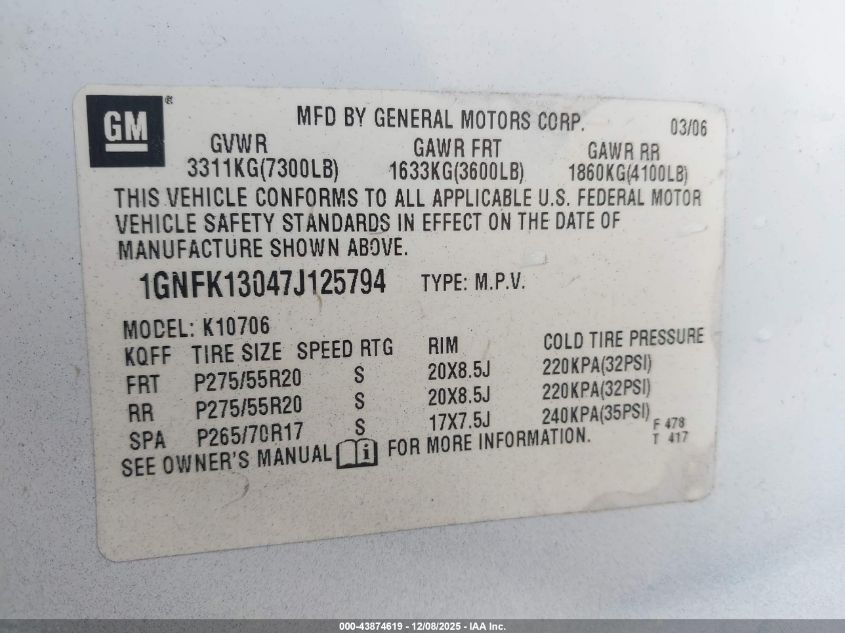 GM ®
MFD BY GENERAL MOTORS CORP. 03/06
GVWR GAWR FRT GAWR RR
3311KG(7300LB) 1633KG(3600LB) 1860KG(4100LB)
THIS VEHICLE CONFORMS TO ALL APPLICABLE U.S. FEDERAL MOTOR
VEHICLE SAFETY STANDARDS IN EFFECT ON THE DATE OF
MANUFACTURE SHOWN ABOVE.
1GNFK13047J125794 TYPE: M.P.V.
MODEL: K10706
KQFF TIRE SIZE SPEED RTG RIM COLD TIRE PRESSURE
FRT P275/55R20 S 20X8.5J 220KPA(32PSI)
RR P275/55R20 S 20X8.5J 220KPA(32PSI)
SPA P265/70R17 S 17X7.5J 240KPA(35PSI) F 478
T 417
SEE OWNER'S MANUAL i FOR MORE INFORMATION.
000-43874619 - 12/08/2025 - IAA Inc.